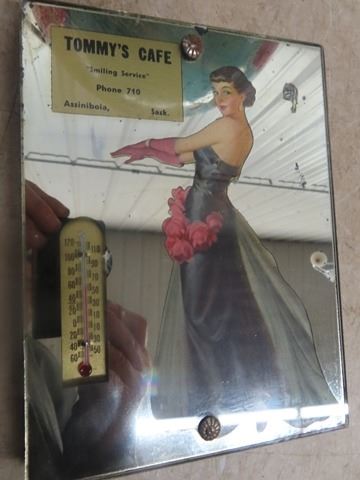 TOMMY'S CAFE
"Smiling Service"
Phone 710
Assiniboia, Sask.